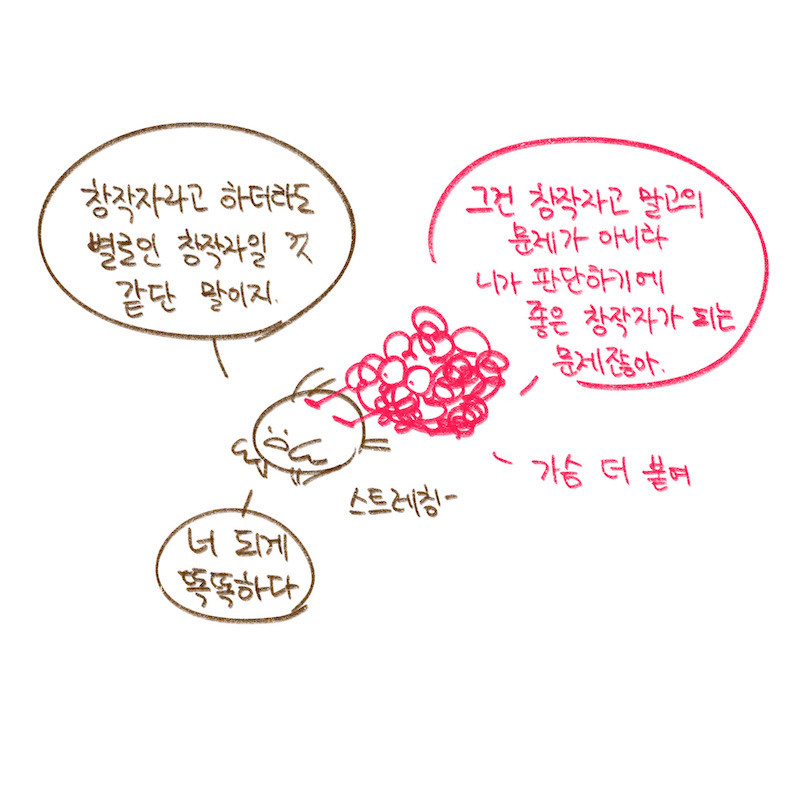 창작자라고 하더라도
별로인 창작자일 것
같단 말이지.
그건 창작자고 말고의
문제가 아니라
니가 판단하기에
좋은 창작자가 되는
문제잖아.
가슴 더 붙여
스트레칭-
너 되게
똑똑하다